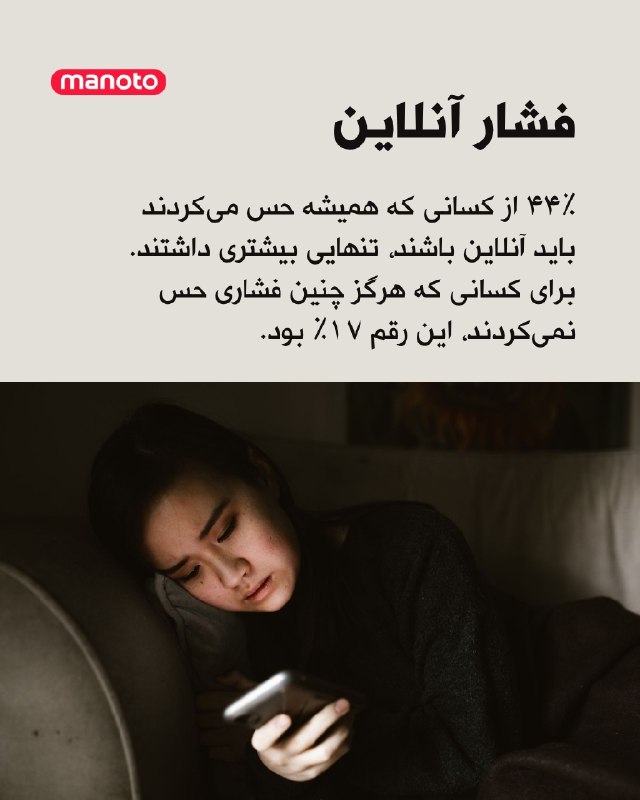 manoto
فشار آنلاین
۴۴٪ از کسانی که همیشه حس می‌کردند
باید آنلاین باشند، تنهایی بیشتری داشتند.
برای کسانی که هرگز چنین فشاری حس
نمی‌کردند، این رقم ۱۷٪ بود.